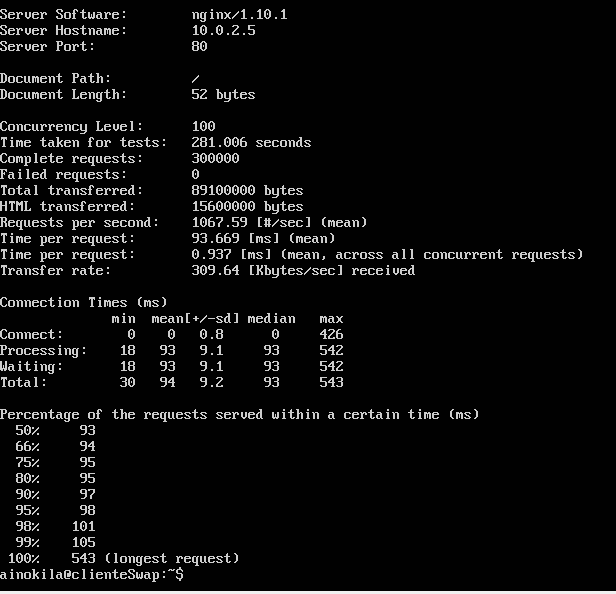 Server Software:        nginx/1.10.1
Server Hostname:        10.0.2.5
Server Port:            80

Document Path:          /
Document Length:        52 bytes

Concurrency Level:      100
Time taken for tests:   281.006 seconds
Complete requests:      300000
Failed requests:        0
Total transferred:      89100000 bytes
HTML transferred:       15600000 bytes
Requests per second:    1067.59 [#/sec] (mean)
Time per request:       93.669 [ms] (mean)
Time per request:       0.937 [ms] (mean, across all concurrent requests)
Transfer rate:          309.64 [Kbytes/sec] received

Connection Times (ms)
              min  mean[+/-sd] median   max
Connect:        0    0   0.8      0     426
Processing:    18   93   9.1     93     542
Waiting:       18   93   9.1     93     542
Total:         30   94   9.2     93     543

Percentage of the requests served within a certain time (ms)
  50%     93
  66%     94
  75%     95
  80%     95
  90%     97
  95%     98
  98%    101
  99%    105
 100%    543 (longest request)
ainokila@clienteSwap:~$